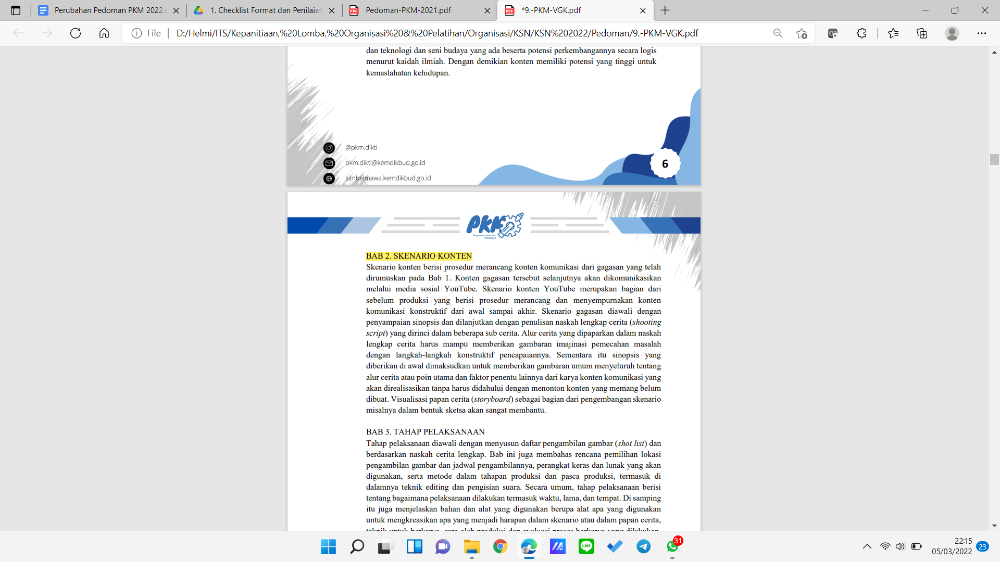 Perubahan Pedoman PKM 2022.
1. Checklist Format dan Penilaian
Pedoman-PKM-2021.pdf
*9.-PKM-VGK.pdf
File
D:/Helmi/ITS/Kepanitiaan,%20Lomba,%20Organisasi%20&%20Pelatihan/Organisasi/KSN/KSN%202022/Pedoman/9.-PKM-VGK.pdf
dan teknologi dan seni budaya yang ada beserta potensi perkembangannya secara logis
menurut kaidah ilmiah. Dengan demikian konten memiliki potensi yang tinggi untuk
kemaslahatan kehidupan.
@pkm.dikti
pkm.dikti@kemdikbud.go.id
simbelmawa.kemdikbud.go.id
6
PKM
Program Kreativitas
Mahasiswa
BAB 2. SKENARIO KONTEN
Skenario konten berisi prosedur merancang konten komunikasi dari gagasan yang telah
dirumuskan pada Bab 1. Konten gagasan tersebut selanjutnya akan dikomunikasikan
melalui media sosial YouTube. Skenario konten YouTube merupakan bagian dari
sebelum produksi yang berisi prosedur merancang dan menyempurnakan konten
komunikasi konstruktif dari awal sampai akhir. Skenario gagasan diawali dengan
penyampaian sinopsis dan dilanjutkan dengan penulisan naskah lengkap cerita (shooting
script) yang dirinci dalam beberapa sub cerita. Alur cerita yang dipaparkan dalam naskah
lengkap cerita harus mampu memberikan gambaran imajinasi pemecahan masalah
dengan langkah-langkah konstruktif pencapaiannya. Sementara itu sinopsis yang
diberikan di awal dimaksudkan untuk memberikan gambaran umum menyeluruh tentang
alur cerita atau poin utama dan faktor penentu lainnya dari karya konten komunikasi yang
akan direalisasikan tanpa harus didahului dengan menonton konten yang memang belum
dibuat. Visualisasi papan cerita (storyboard) sebagai bagian dari pengembangan skenario
misalnya dalam bentuk sketsa akan sangat membantu.
BAB 3. TAHAP PELAKSANAAN
Tahap pelaksanaan diawali dengan menyusun daftar pengambilan gambar (shot list) dan
berdasarkan naskah cerita lengkap. Bab ini juga membahas rencana pemilihan lokasi
pengambilan gambar dan jadwal pengambilannya, perangkat keras dan lunak yang akan
digunakan, serta metode dalam tahapan produksi dan pasca produksi, termasuk di
dalamnya teknik editing dan pengisian suara. Secara umum, tahap pelaksanaan berisi
tentang bagaimana pelaksanaan dilakukan termasuk waktu, lama, dan tempat. Di samping
itu juga menjelaskan bahan dan alat yang digunakan berupa alat apa yang digunakan
untuk mengkreasikan apa yang menjadi harapan dalam skenario atau dalam papan cerita,
LINE
31
22:15
05/03/2022
23